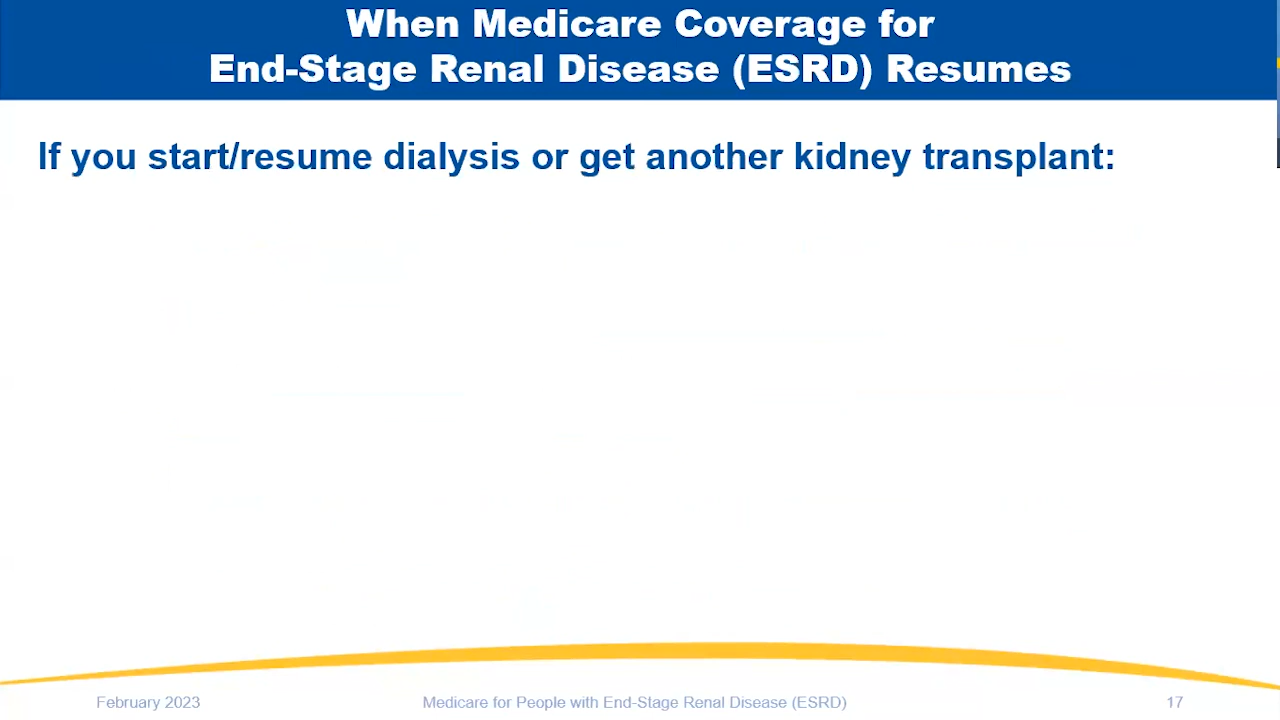 When Medicare Coverage for
End-Stage Renal Disease (ESRD) Resumes
If you start/resume dialysis or get another kidney transplant:
February 2023
Medicare for People with End-Stage Renal Disease (ESRD)
17